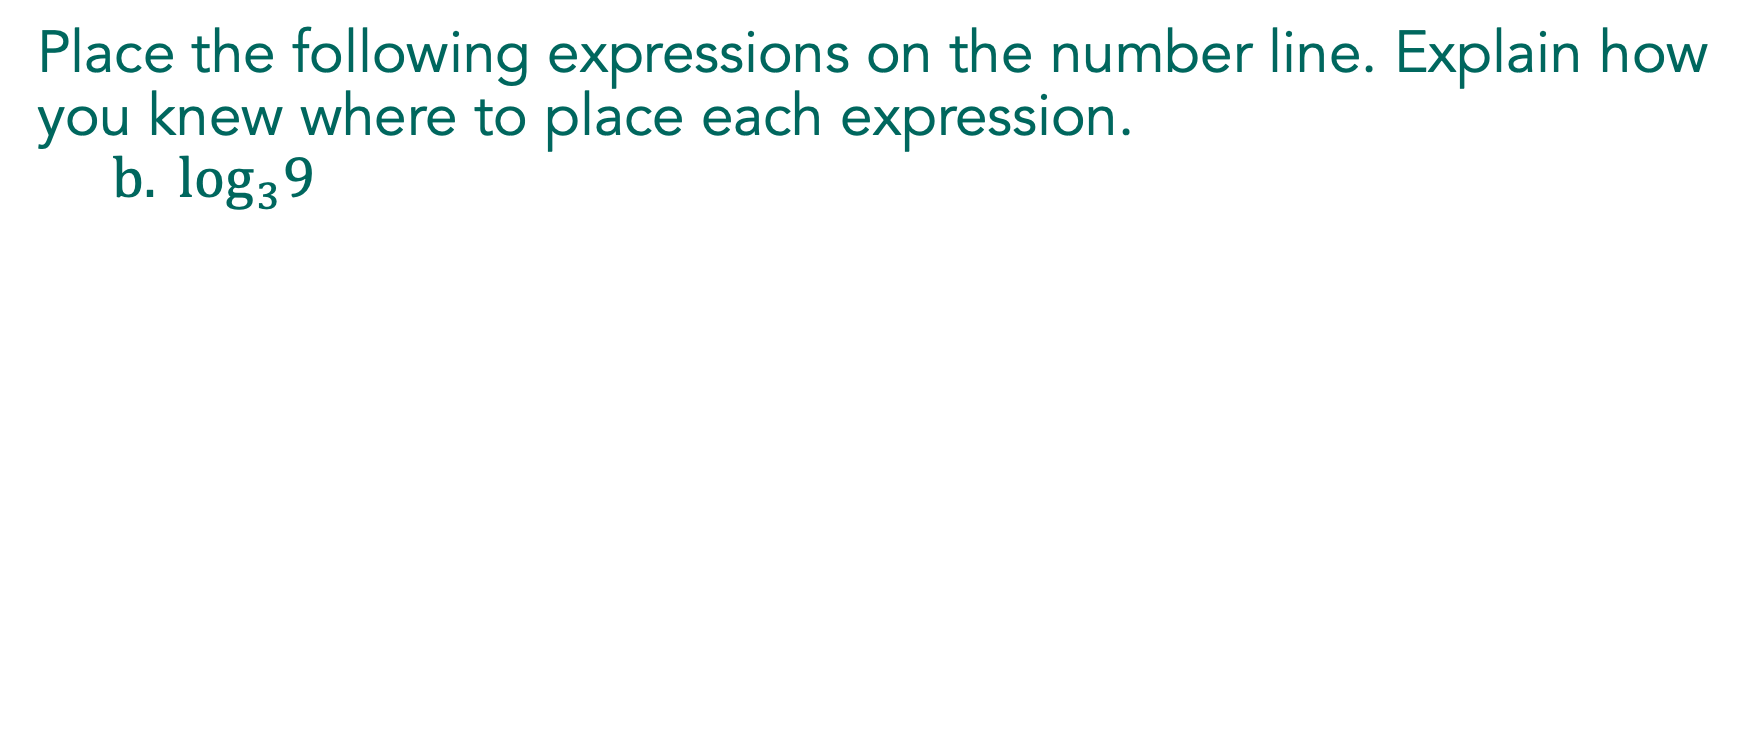 Place the following expressions on the number line. Explain how
you knew where to place each expression.
b. log₃9